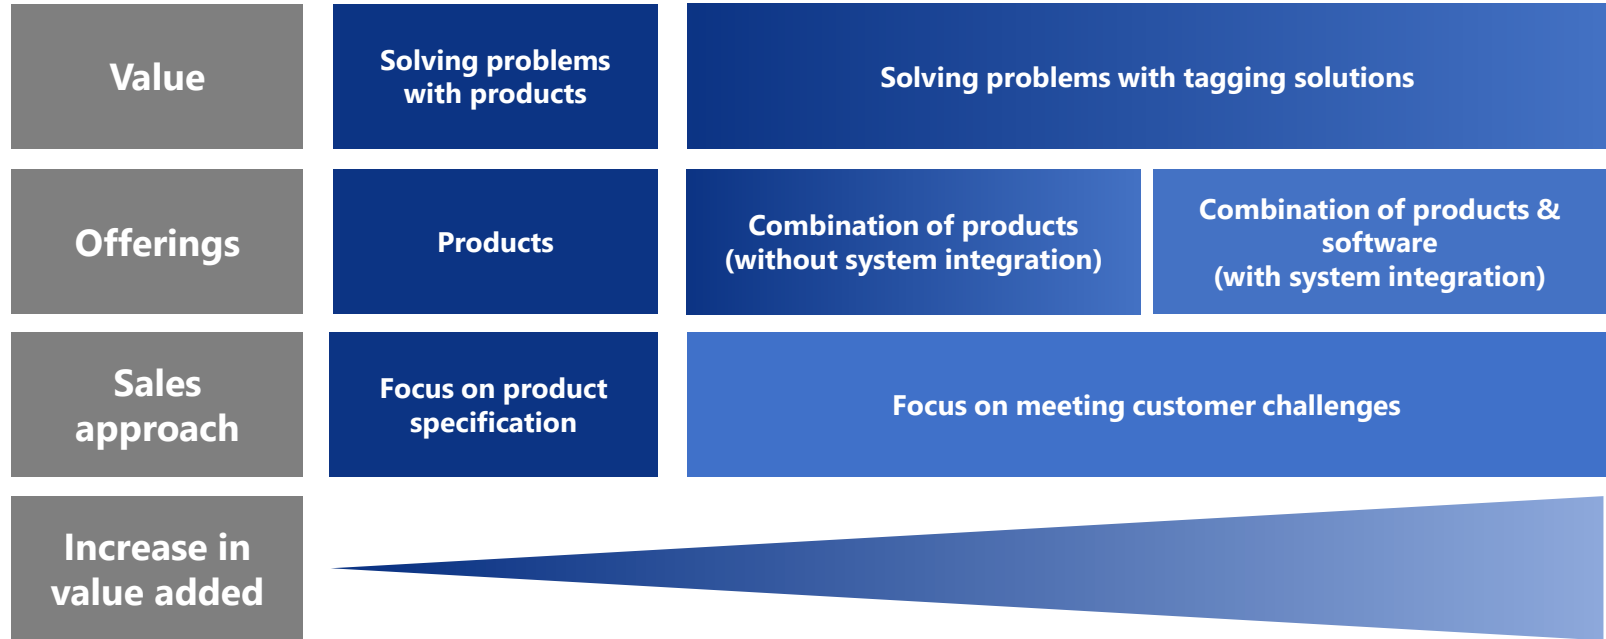 Value
Solving problems
with products
Solving problems with tagging solutions
Offerings
Products
Combination of products
(without system integration)
Combination of products &
software
(with system integration)
Sales
approach
Focus on product
specification
Focus on meeting customer challenges
Increase in
value added